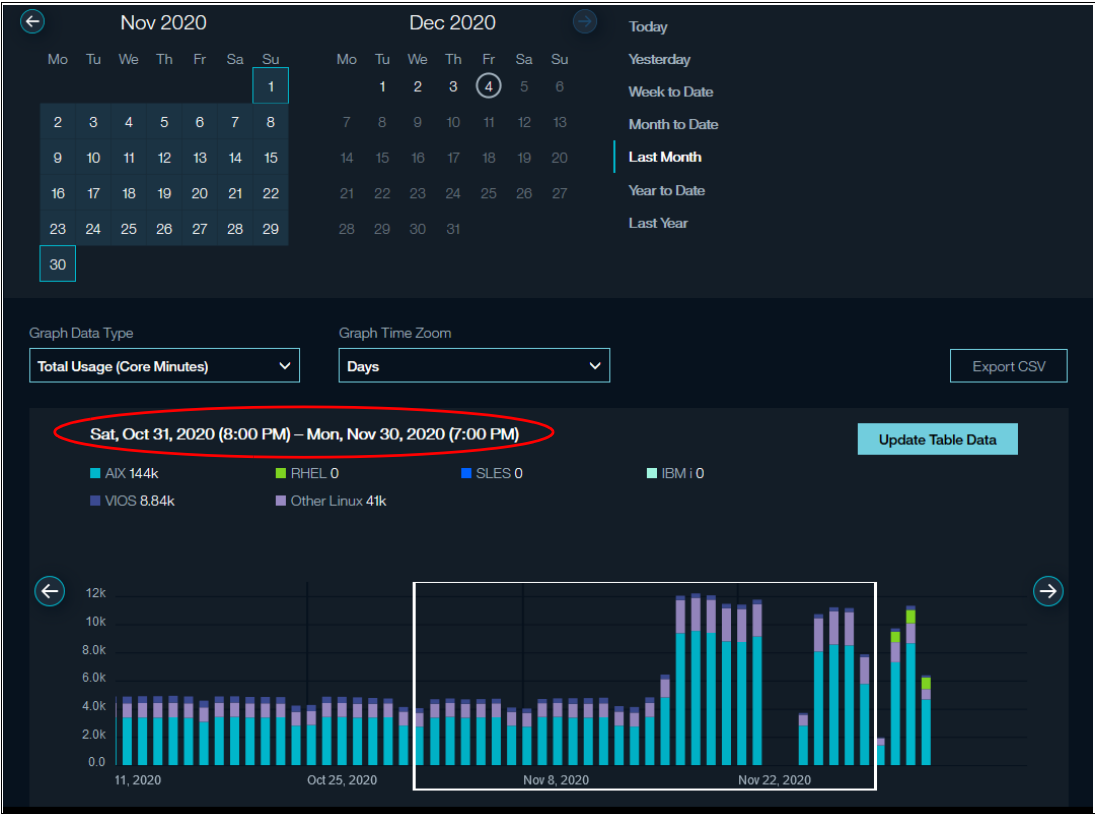 Nov 2020
Mo Tu We Th Fr Sa Su
1
2 3 4 5 6 7 8
9 10 11 12 13 14 15
16 17 18 19 20 21 22
23 24 25 26 27 28 29
30
Dec 2020
Mo Tu We Th Fr Sa Su
1 2 3 4 5 6
7 8 9 10 11 12 13
14 15 16 17 18 19 20
21 22 23 24 25 26 27
28 29 30 31
Today
Yesterday
Week to Date
Month to Date
Last Month
Year to Date
Last Year
Graph Data Type
Total Usage (Core Minutes)
Graph Time Zoom
Days
Export CSV
Sat, Oct 31, 2020 (8:00 PM) – Mon, Nov 30, 2020 (7:00 PM)
Update Table Data
AIX 144k RHEL 0 SLES 0 IBM i 0
VIOS 8.84k Other Linux 41k
12k
10k
8.0k
6.0k
4.0k
2.0k
0.0
11, 2020 Oct 25, 2020 Nov 8, 2020 Nov 22, 2020